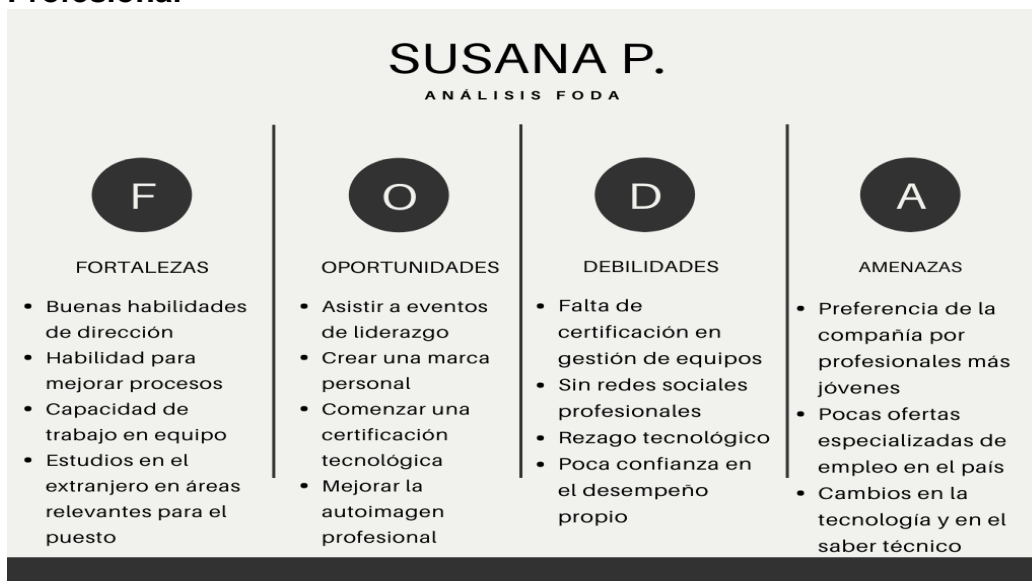 Profesional
SUSANA P.
ANÁLISIS FODA
F
FORTALEZAS
• Buenas habilidades
de dirección
• Habilidad para
mejorar procesos
• Capacidad de
trabajo en equipo
• Estudios en el
extranjero en áreas
relevantes para el
puesto
O
OPORTUNIDADES
• Asistir a eventos
de liderazgo
• Crear una marca
personal
• Comenzar una
certificación
tecnológica
• Mejorar la
autoimagen
profesional
D
DEBILIDADES
• Falta de
certificación en
gestión de equipos
• Sin redes sociales
profesionales
• Rezago tecnológico
• Poca confianza en
el desempeño
propio
A
AMENAZAS
• Preferencia de la
compañía por
profesionales más
jóvenes
• Pocas ofertas
especializadas de
empleo en el país
• Cambios en la
tecnología y en el
saber técnico